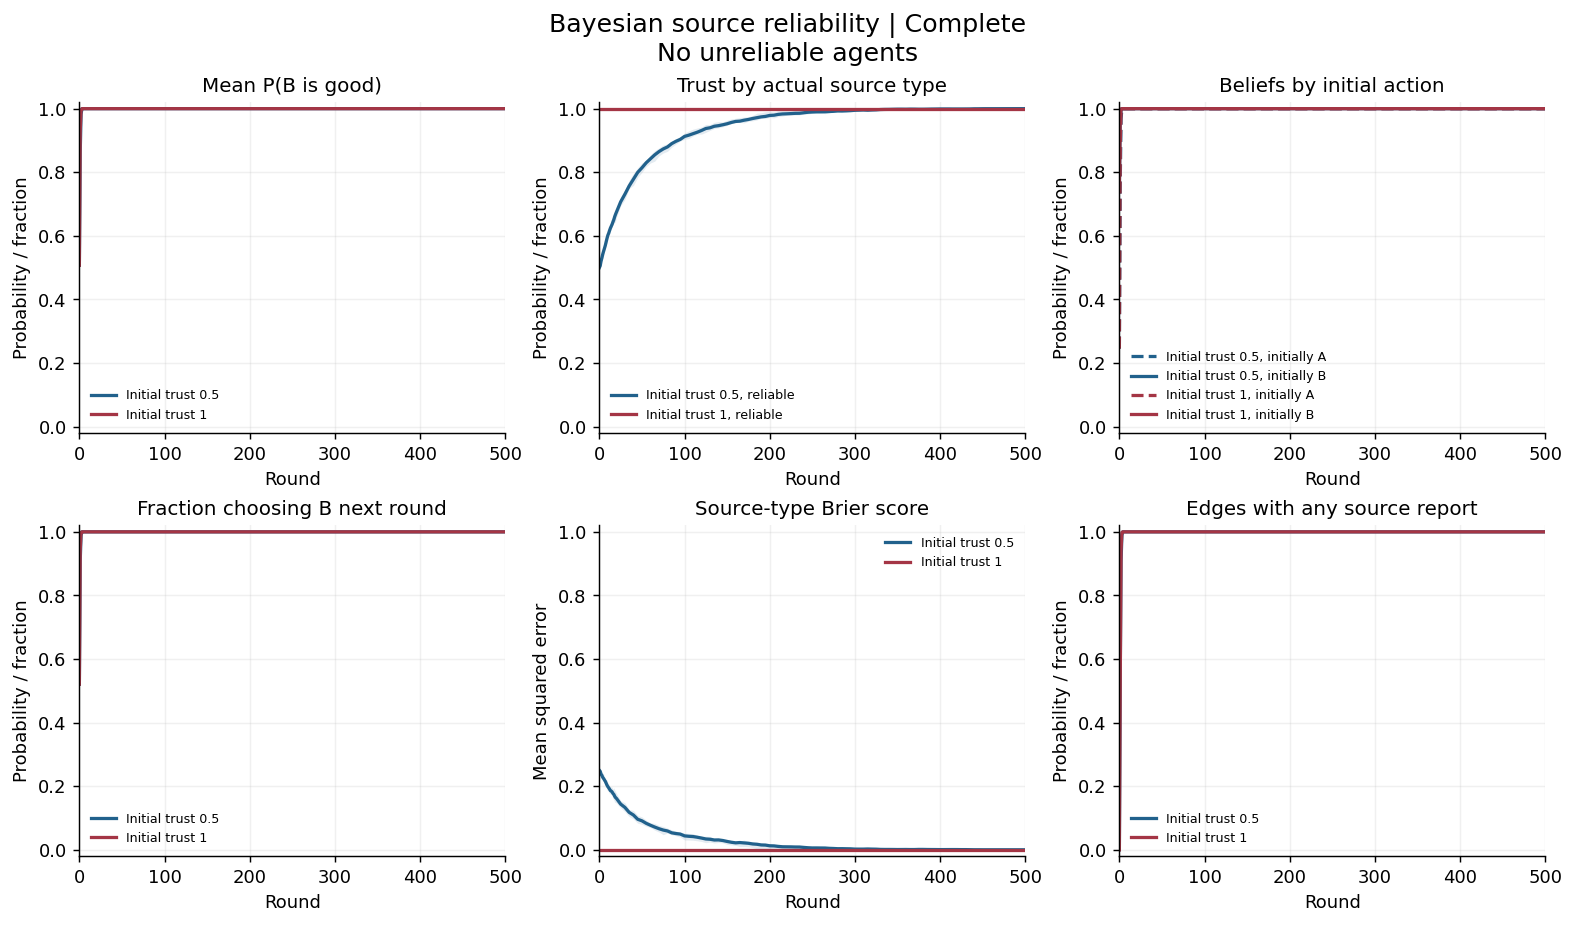 Bayesian source reliability | Complete
No unreliable agents
Mean P(B is good)
Probability / fraction
1.0
0.8
0.6
0.4
0.2
0.0
Initial trust 0.5
Initial trust 1
0 100 200 300 400 500
Round
Trust by actual source type
Probability / fraction
1.0
0.8
0.6
0.4
0.2
0.0
Initial trust 0.5, reliable
Initial trust 1, reliable
0 100 200 300 400 500
Round
Beliefs by initial action
Probability / fraction
1.0
0.8
0.6
0.4
0.2
0.0
Initial trust 0.5, initially A
Initial trust 0.5, initially B
Initial trust 1, initially A
Initial trust 1, initially B
0 100 200 300 400 500
Round
Fraction choosing B next round
Probability / fraction
1.0
0.8
0.6
0.4
0.2
0.0
Initial trust 0.5
Initial trust 1
0 100 200 300 400 500
Round
Source-type Brier score
Mean squared error
1.0
0.8
0.6
0.4
0.2
0.0
Initial trust 0.5
Initial trust 1
0 100 200 300 400 500
Round
Edges with any source report
Probability / fraction
1.0
0.8
0.6
0.4
0.2
0.0
Initial trust 0.5
Initial trust 1
0 100 200 300 400 500
Round